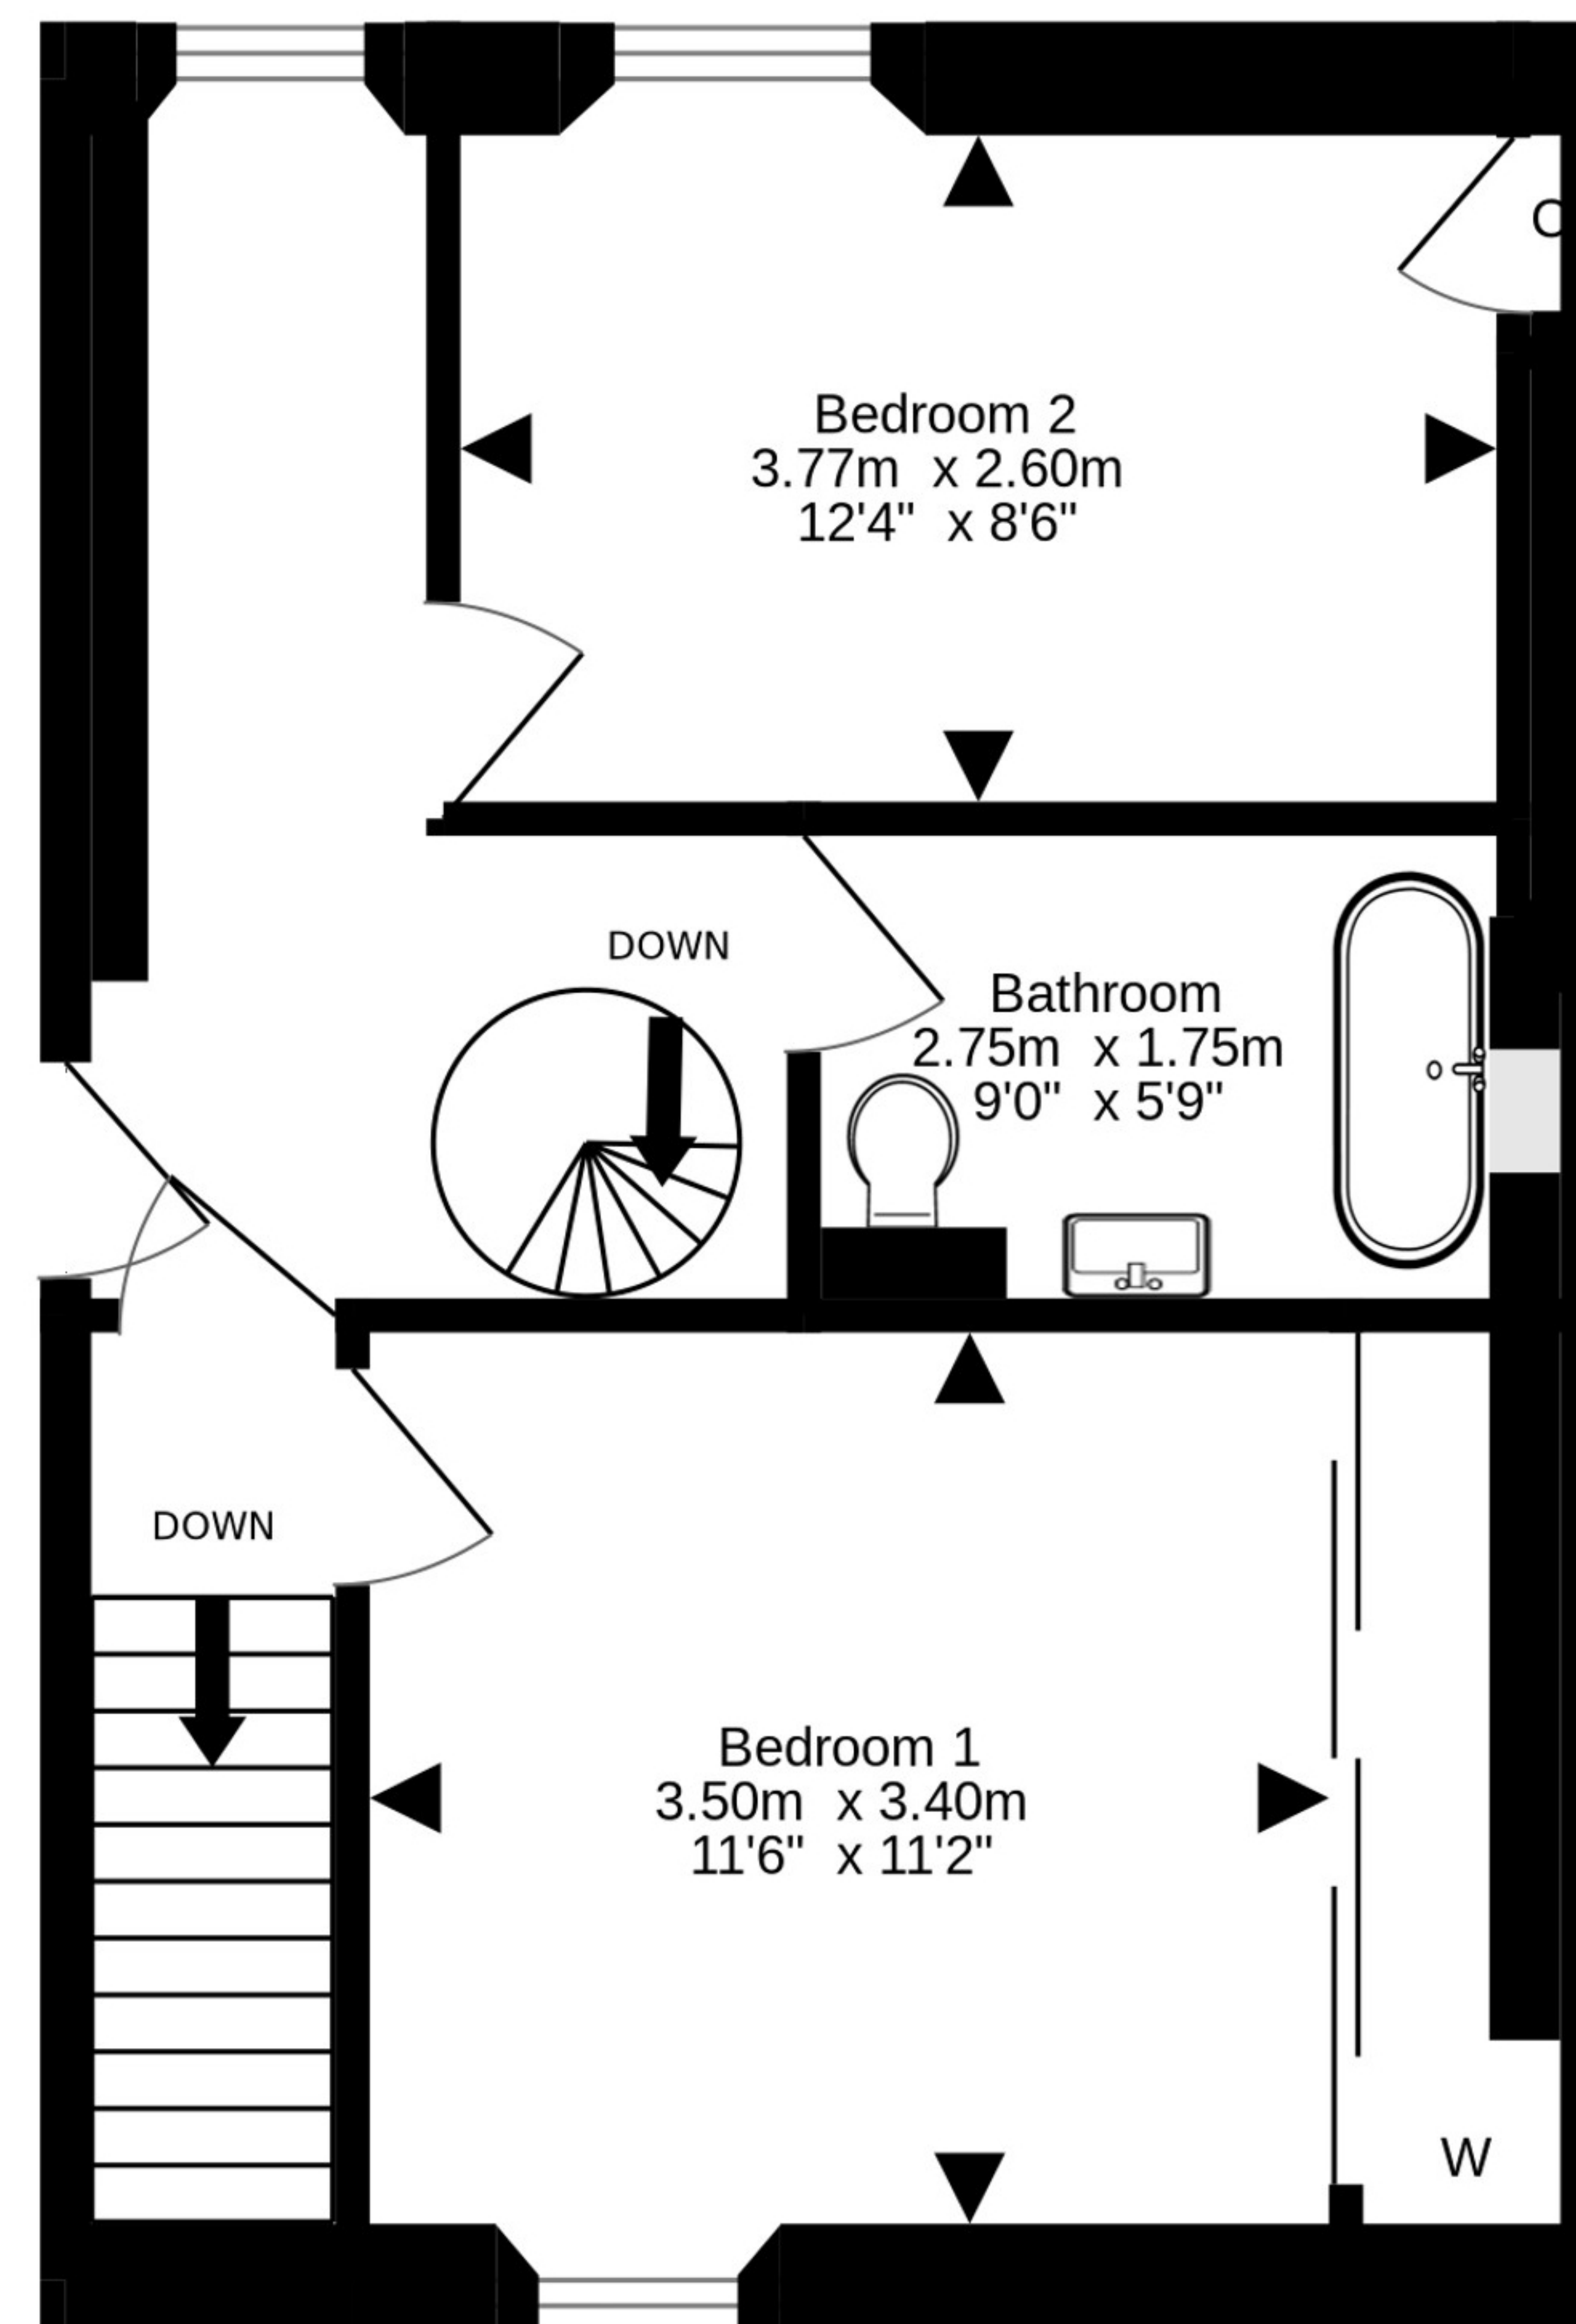 C
Bedroom 2
3.77m x 2.60m
12'4" x 8'6"
DOWN
Bathroom
2.75m x 1.75m
9'0" x 5'9"
DOWN
Bedroom 1
3.50m x 3.40m
11'6" x 11'2"
W